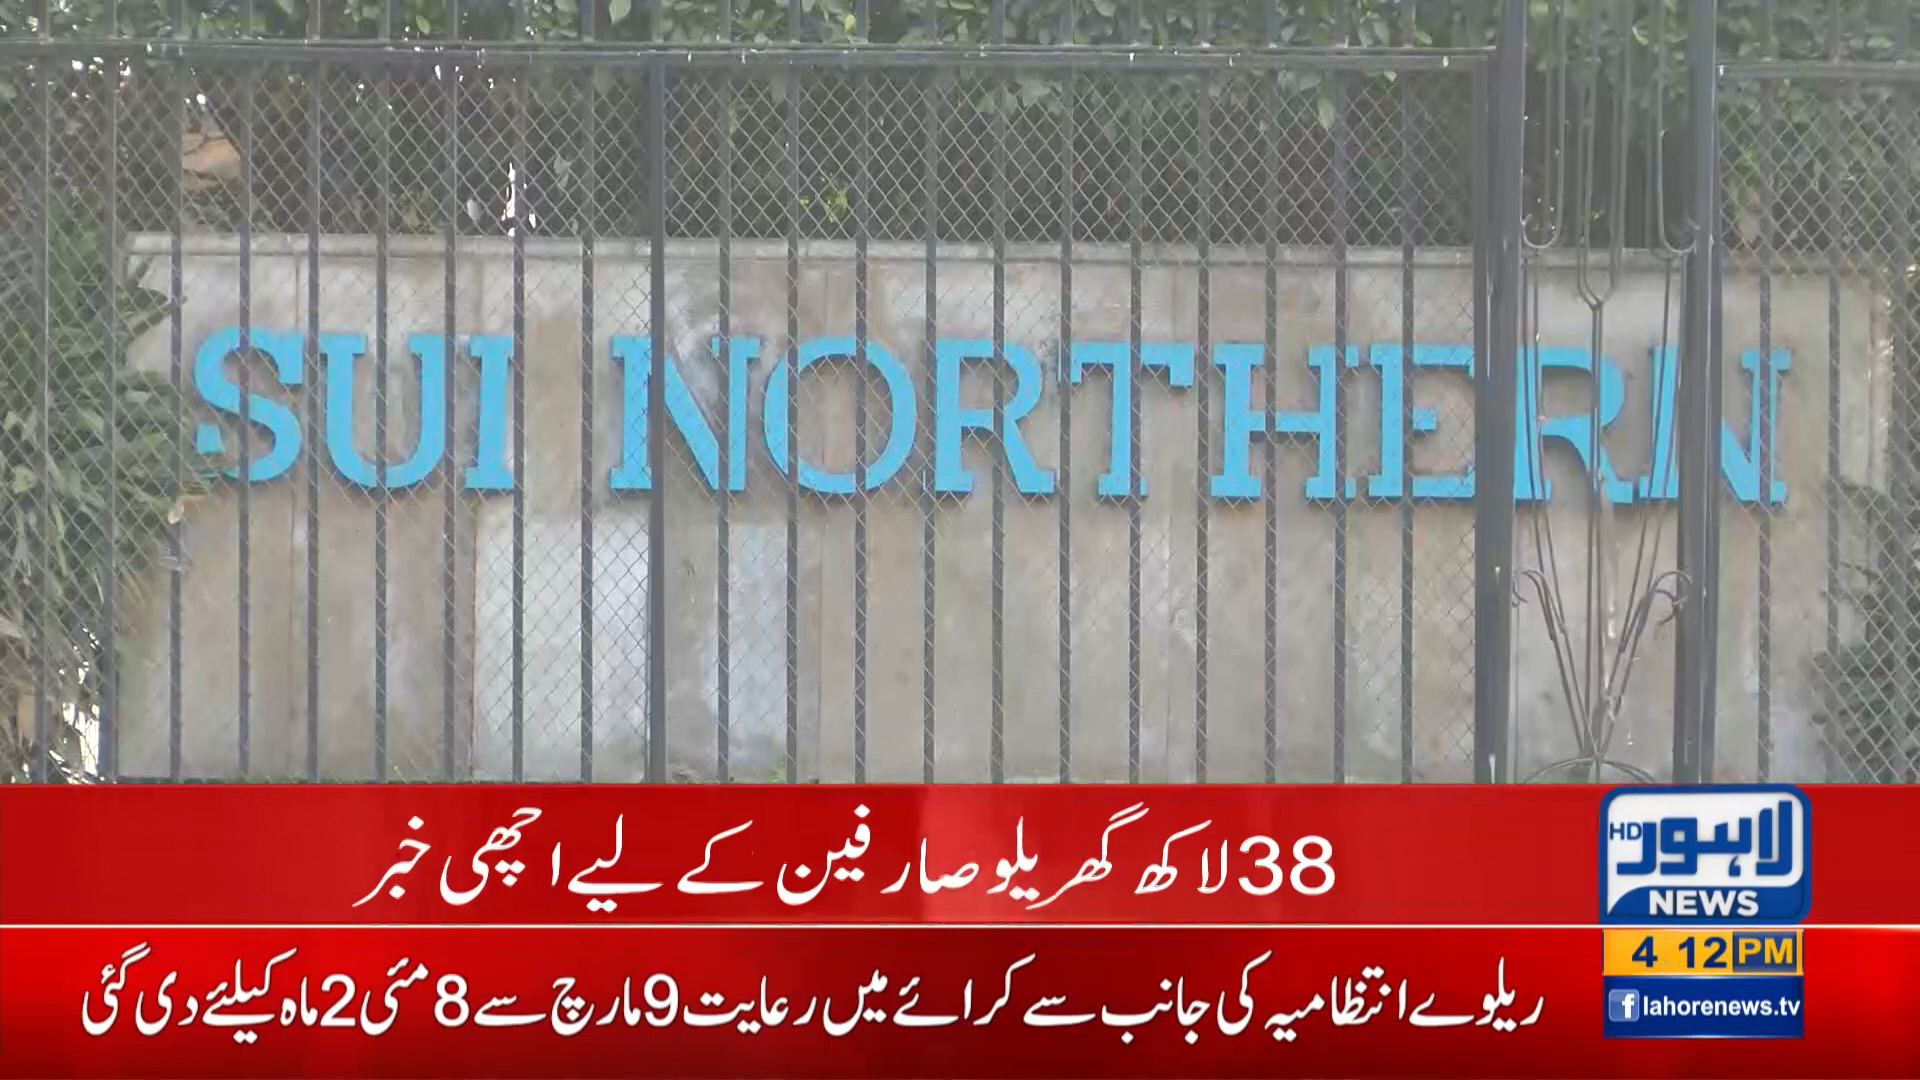 SUI NORTHERN
38 لاکھ گھریلو صارفین کے لیے اچھی خبر
لاہور
HD
NEWS
ریلوے انتظامیہ کی جانب سے کرائے میں رعایت 9 مارچ سے 8 مئی 2 ماہ کیلئے دی گئی
4 12 PM
f lahorenews.tv